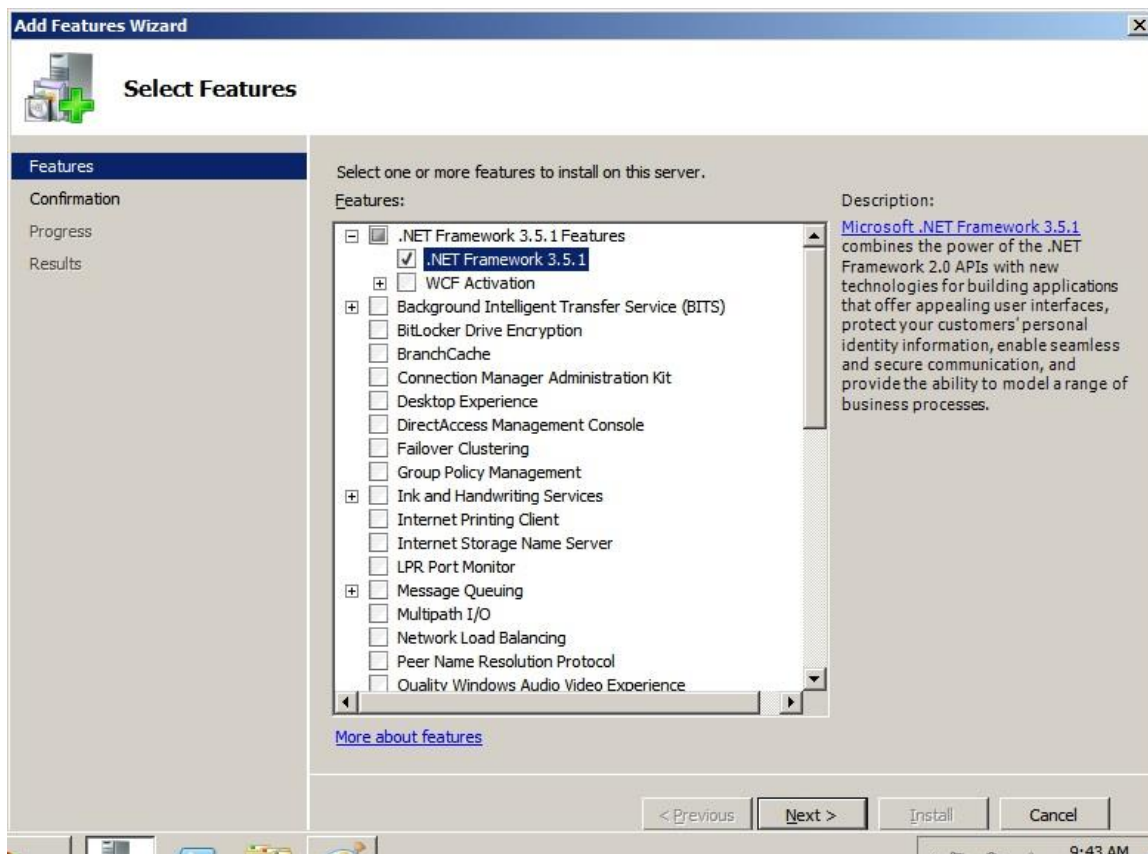 Add Features Wizard
Select Features
Features
Confirmation
Progress
Results
Select one or more features to install on this server.
Features:
.NET Framework 3.5.1 Features
.NET Framework 3.5.1
WCF Activation
Background Intelligent Transfer Service (BITS)
BitLocker Drive Encryption
BranchCache
Connection Manager Administration Kit
Desktop Experience
DirectAccess Management Console
Failover Clustering
Group Policy Management
Ink and Handwriting Services
Internet Printing Client
Internet Storage Name Server
LPR Port Monitor
Message Queuing
Multipath I/O
Network Load Balancing
Peer Name Resolution Protocol
Quality Windows Audio Video Experience
More about features
Description:
Microsoft .NET Framework 3.5.1
combines the power of the .NET
Framework 2.0 APIs with new
technologies for building applications
that offer appealing user interfaces,
protect your customers' personal
identity information, enable seamless
and secure communication, and
provide the ability to model a range of
business processes.
< Previous
Next >
Install
Cancel
9:43 AM